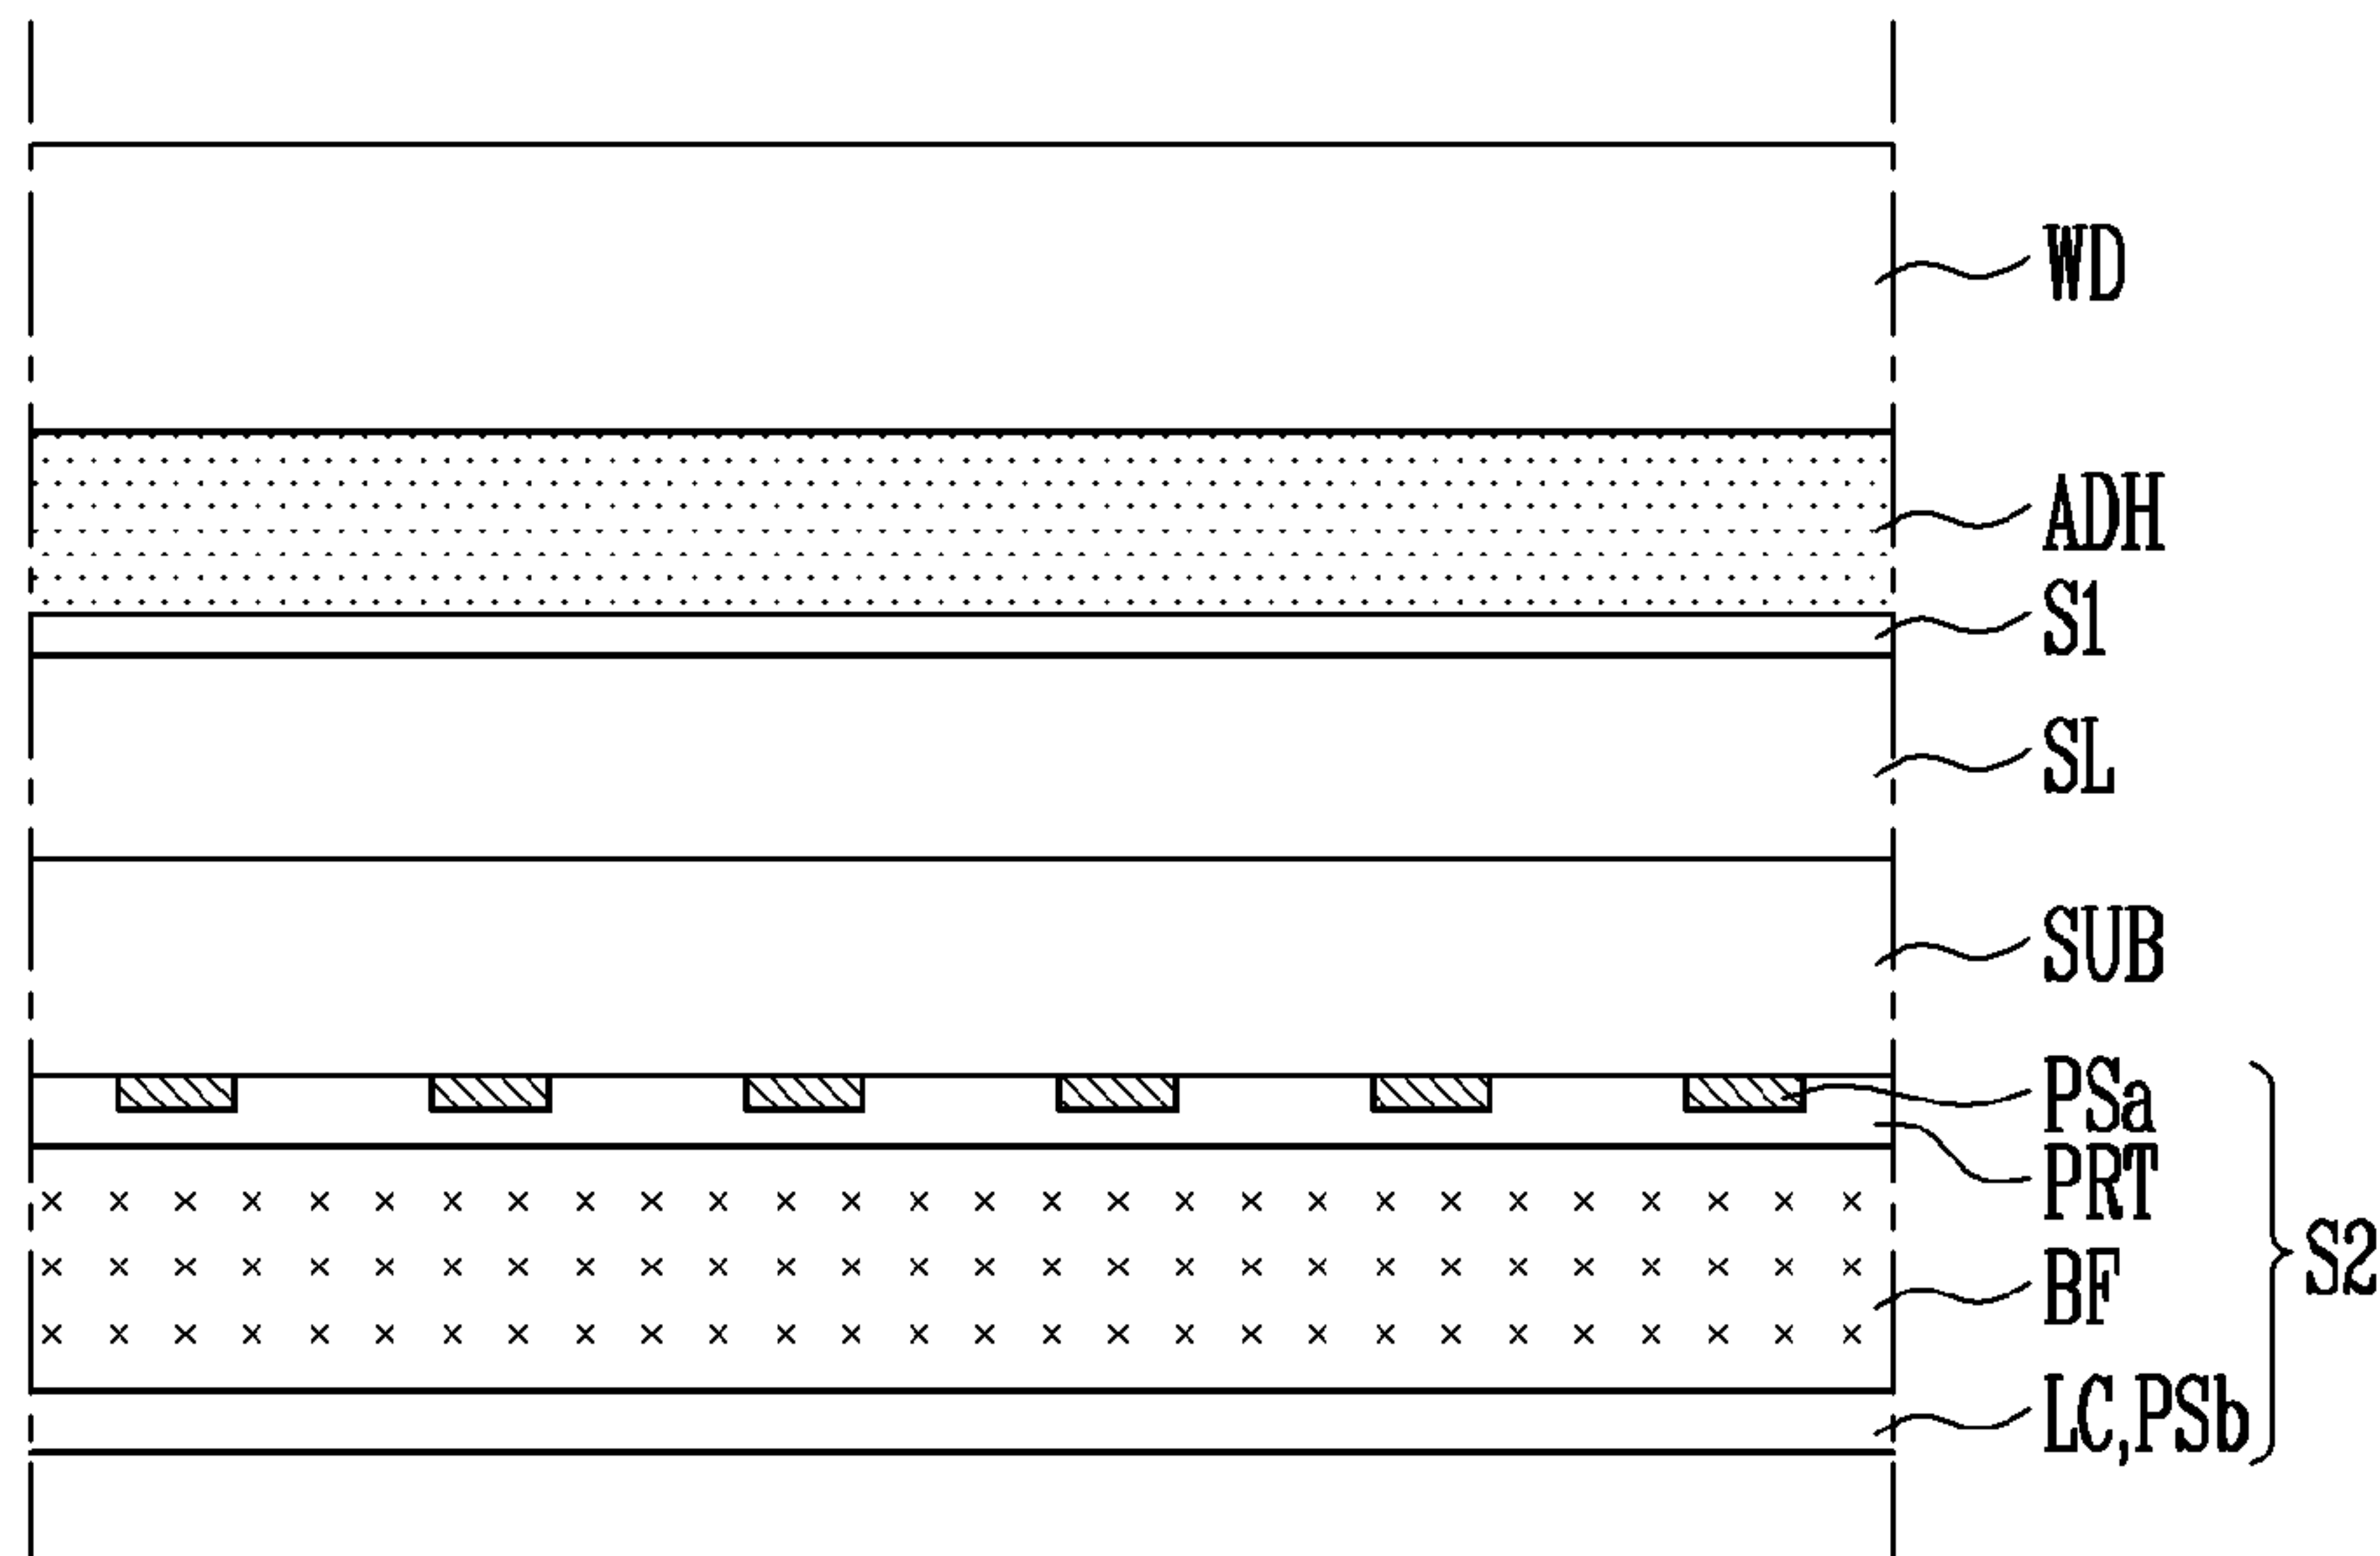 WD
ADH
S1
SL
SUB
PSa
PRT
BF
LC,PSb
S2